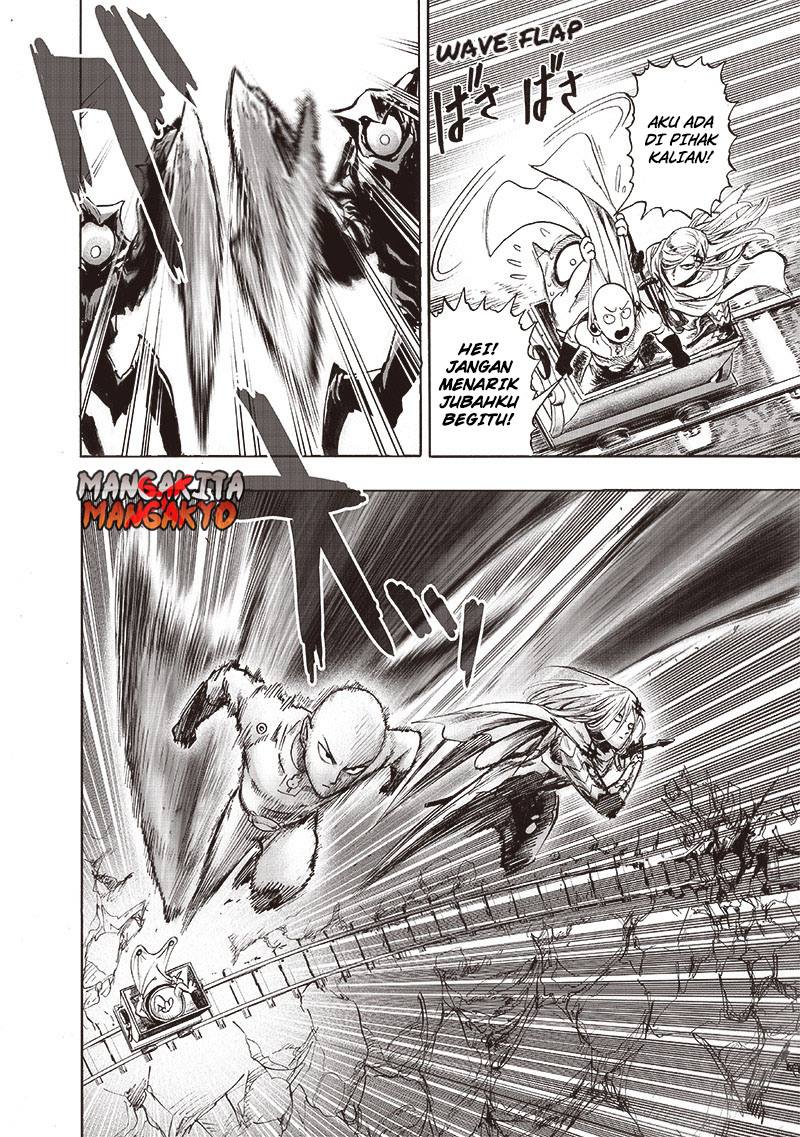 WAVE FLAP
ばさ ばさ
AKU ADA
DI PIHAK
KALIAN!
HEI!
JANGAN
MENARIK
JUBAHKU
BEGITU!
MANGAKITA
MANGAKYO